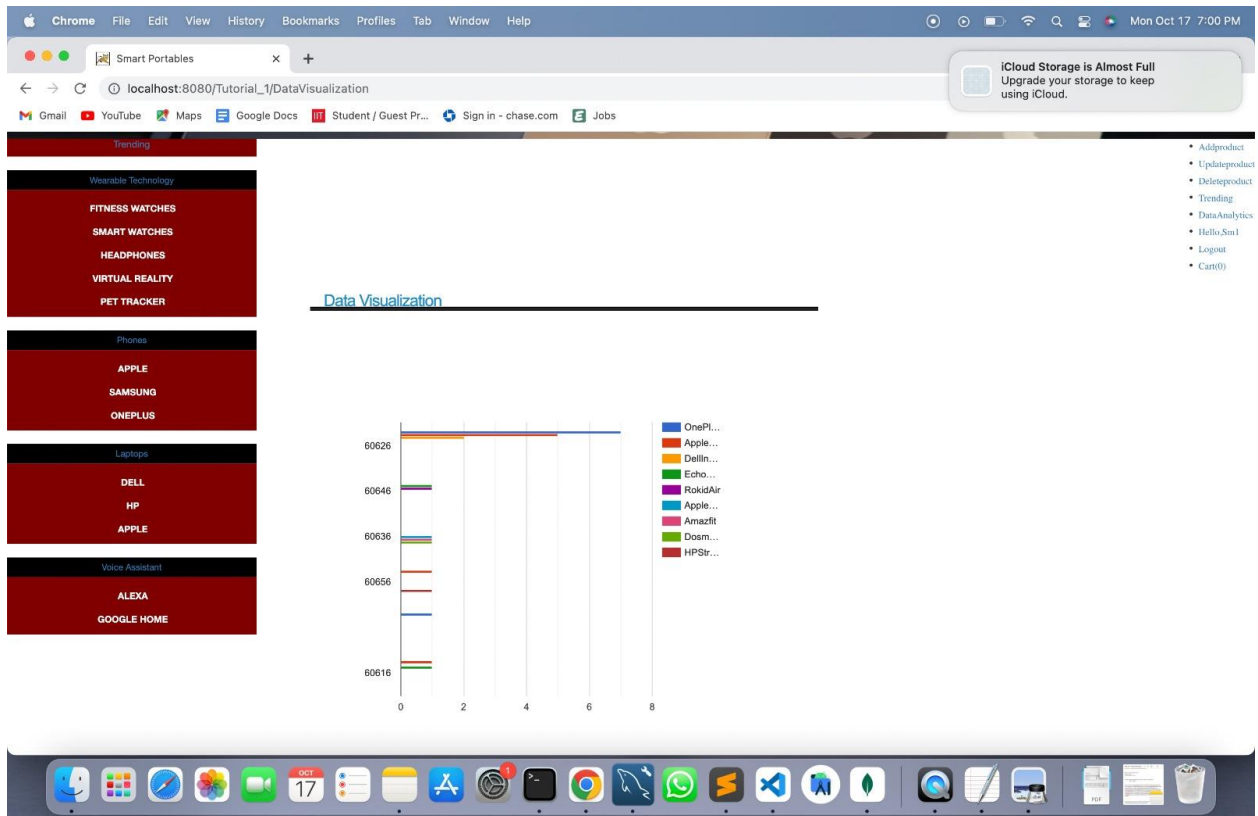 Chrome File Edit View History Bookmarks Profiles Tab Window Help Mon Oct 17 7:00 PM
Smart Portables
iCloud Storage is Almost Full
Upgrade your storage to keep
using iCloud.
localhost:8080/Tutorial_1/DataVisualization
Gmail YouTube Maps Google Docs Student / Guest Pr... Sign in - chase.com Jobs
Trending
Wearable Technology
FITNESS WATCHES
SMART WATCHES
HEADPHONES
VIRTUAL REALITY
PET TRACKER
Phones
APPLE
SAMSUNG
ONEPLUS
Laptops
DELL
HP
APPLE
Voice Assistant
ALEXA
GOOGLE HOME
Data Visualization
60626
60646
60636
60656
60616
0 2 4 6 8
OnePl...
Apple...
DellIn...
Echo...
RokidAir
Apple...
Amazfit
Dosm...
HPStr...
Addproduct
Updateproduct
Deleteproduct
Trending
DataAnalytics
Hello,Sm1
Logout
Cart(0)
OCT
17
1
PDF